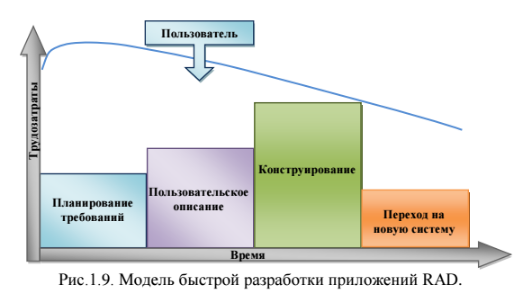 Пользователь
Трудозатраты
Планирование
требований
Пользовательское
описание
Конструирование
Переход на
новую систему
Время
Рис.1.9. Модель быстрой разработки приложений RAD.